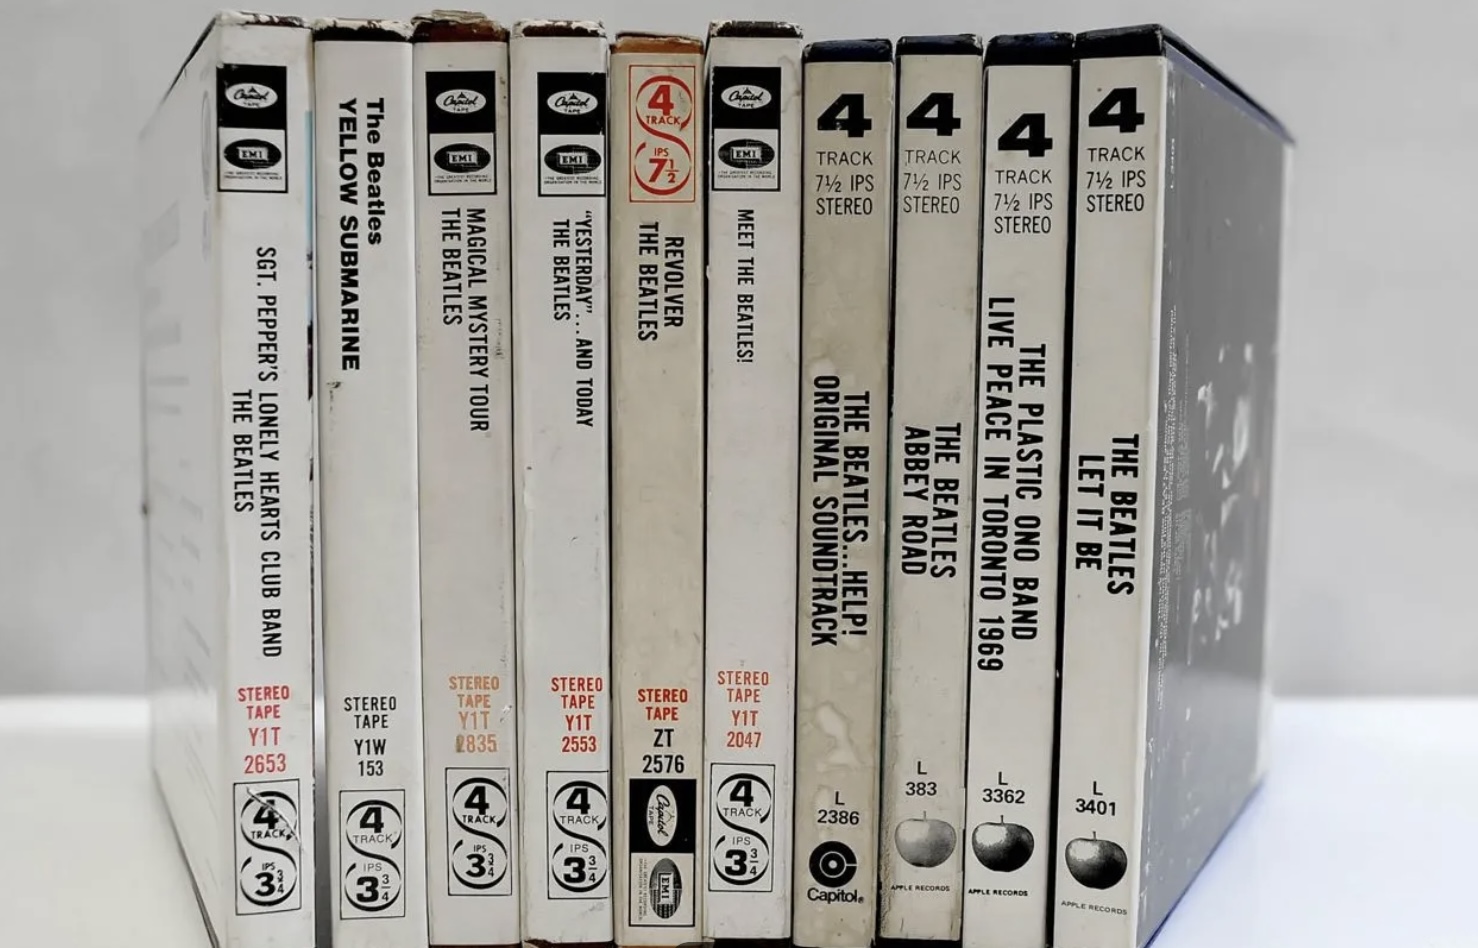 Capitol
TAPE
EMI
SGT. PEPPER'S LONELY HEARTS CLUB BAND
THE BEATLES
STEREO
TAPE
Y1T
2653
4
TRACK
IPS
3¾
The Beatles
YELLOW SUBMARINE
STEREO
TAPE
Y1W
153
4
TRACK
IPS
3¾
Capitol
TAPE
EMI
MAGICAL MYSTERY TOUR
THE BEATLES
STEREO
TAPE
Y1T
2835
4
TRACK
IPS
3¾
Capitol
TAPE
EMI
"YESTERDAY"...AND TODAY
THE BEATLES
STEREO
TAPE
Y1T
2553
4
TRACK
IPS
3¾
4
TRACK
IPS
7½
REVOLVER
THE BEATLES
STEREO
TAPE
ZT
2576
Capitol
TAPE
EMI
Capitol
TAPE
EMI
MEET THE BEATLES!
STEREO
TAPE
Y1T
2047
4
TRACK
IPS
3¾
4
TRACK
7½ IPS
STEREO
THE BEATLES...HELP!
ORIGINAL SOUNDTRACK
L
2386
Capitol®
4
TRACK
7½ IPS
STEREO
THE BEATLES
ABBEY ROAD
L
383
APPLE RECORDS
4
TRACK
7½ IPS
STEREO
THE PLASTIC ONO BAND
LIVE PEACE IN TORONTO 1969
L
3362
APPLE RECORDS
4
TRACK
7½ IPS
STEREO
THE BEATLES
LET IT BE
L
3401
APPLE RECORDS